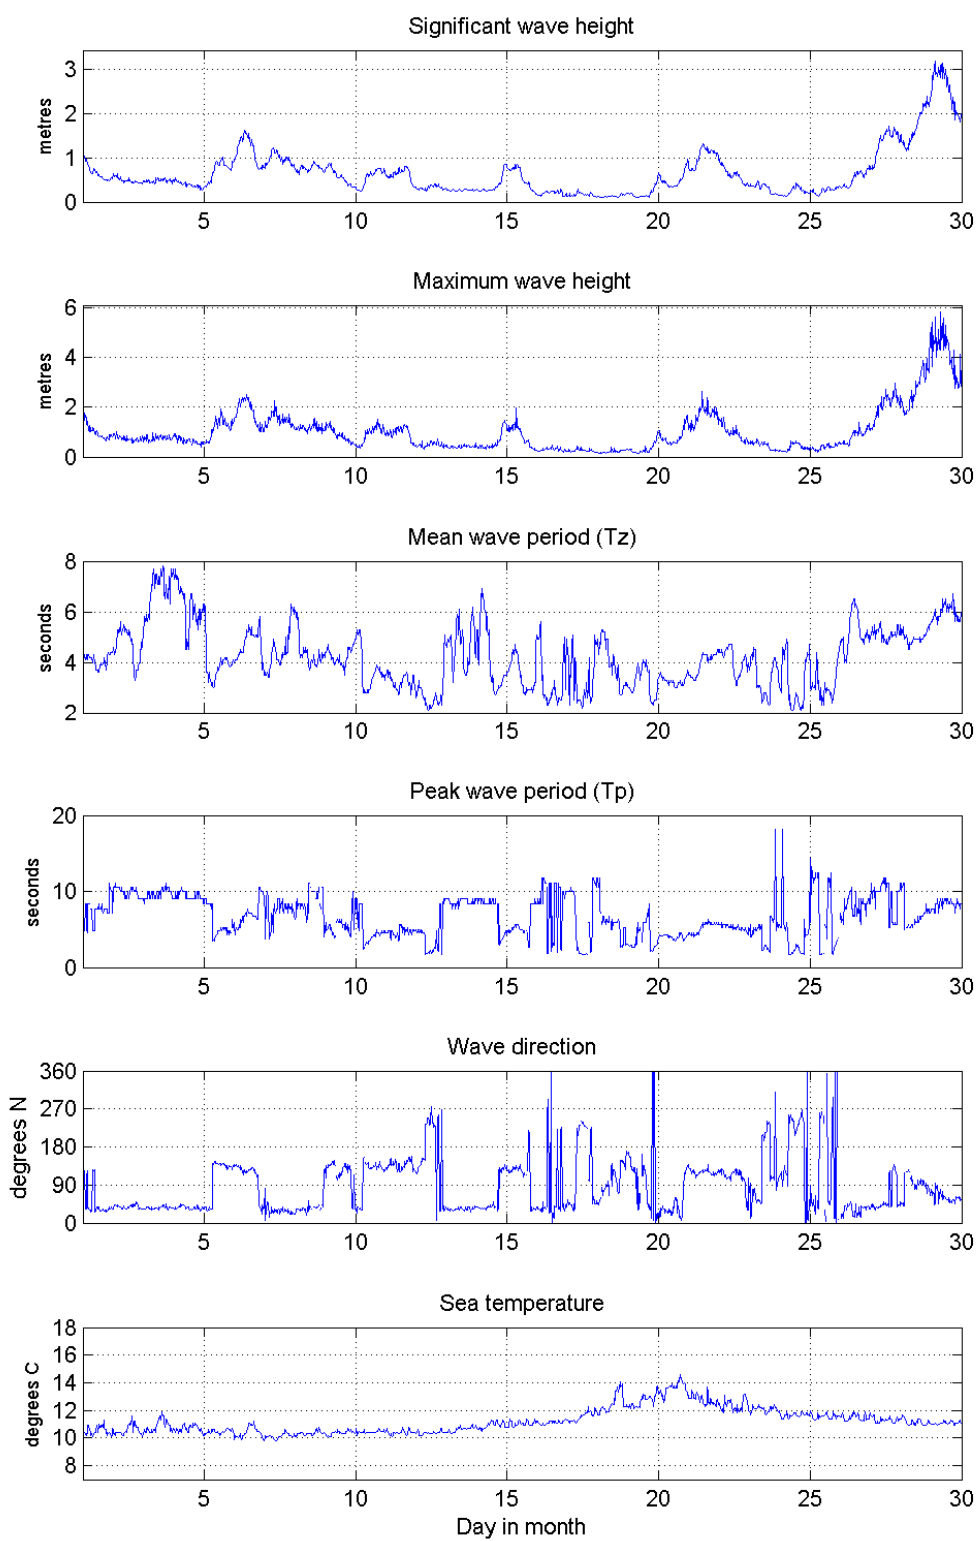 Significant wave height
metres
3
2
1
0
5 10 15 20 25 30
Maximum wave height
metres
6
4
2
0
5 10 15 20 25 30
Mean wave period (Tz)
seconds
8
6
4
2
5 10 15 20 25 30
Peak wave period (Tp)
seconds
20
10
0
5 10 15 20 25 30
Wave direction
degrees N
360
270
180
90
0
5 10 15 20 25 30
Sea temperature
degrees C
18
16
14
12
10
8
5 10 15 20 25 30
Day in month